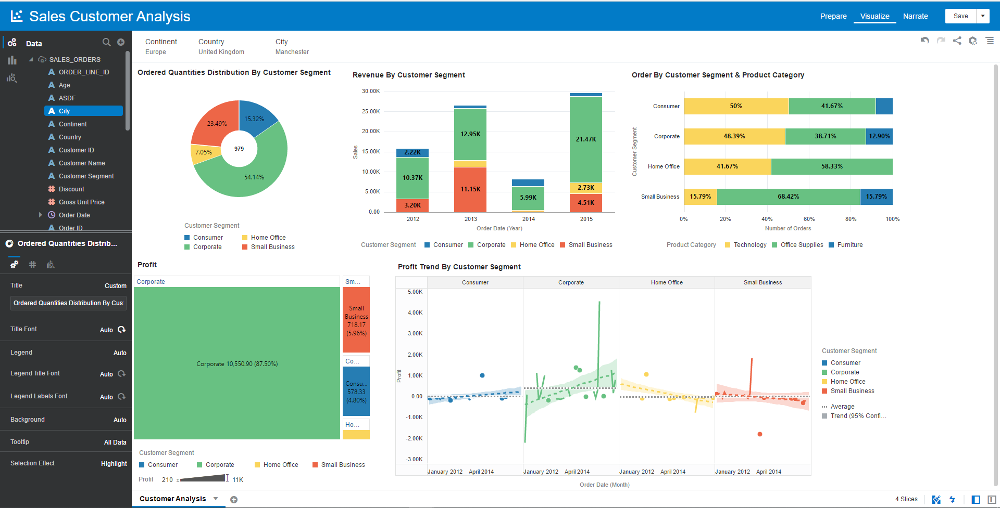 Sales Customer Analysis
Prepare
Visualize
Narrate
Save
Data
SALES_ORDERS
ORDER_LINE_ID
Age
ASDF
City
Continent
Country
Customer ID
Customer Name
Customer Segment
Discount
Gross Unit Price
Order Date
Order ID
Ordered Quantities Distrib...
Title
Custom
Ordered Quantities Distribution By Cus
Title Font
Auto
Legend
Auto
Legend Title Font
Auto
Legend Labels Font
Auto
Background
Auto
Tooltip
All Data
Selection Effect
Highlight
Continent
Europe
Country
United Kingdom
City
Manchester
Ordered Quantities Distribution By Customer Segment
15.32%
23.49%
979
7.05%
54.14%
Customer Segment
Consumer
Home Office
Corporate
Small Business
Revenue By Customer Segment
30.00K
25.00K
20.00K
15.00K
10.00K
5.00K
0.00
Sales
2.22K
10.37K
3.20K
12.95K
11.15K
5.99K
21.47K
2.73K
4.51K
2012
2013
2014
2015
Order Date (Year)
Customer Segment
Consumer
Corporate
Home Office
Small Business
Order By Customer Segment & Product Category
Customer Segment
Consumer
50%
41.67%
Corporate
48.39%
38.71%
12.90%
Home Office
41.67%
58.33%
Small Business
15.79%
68.42%
15.79%
0%
20%
40%
60%
80%
100%
Number of Orders
Product Category
Technology
Office Supplies
Furniture
Profit
Corporate
Corporate 10,550.90 (87.50%)
Sm...
Small
Business
718.17
(5.96%)
Co...
Consu...
578.33
(4.80%)
Ho...
Customer Segment
Consumer
Corporate
Home Office
Small Business
Profit
210
11K
Profit Trend By Customer Segment
Consumer
Corporate
Home Office
Small Business
5.00K
4.00K
3.00K
2.00K
1.00K
0.00
-1.00K
-2.00K
-3.00K
Profit
January 2012
April 2014
January 2012
April 2014
January 2012
April 2014
January 2012
April 2014
Order Date (Month)
Customer Segment
Consumer
Corporate
Home Office
Small Business
Average
Trend (95% Confi...
Customer Analysis
4 Slices